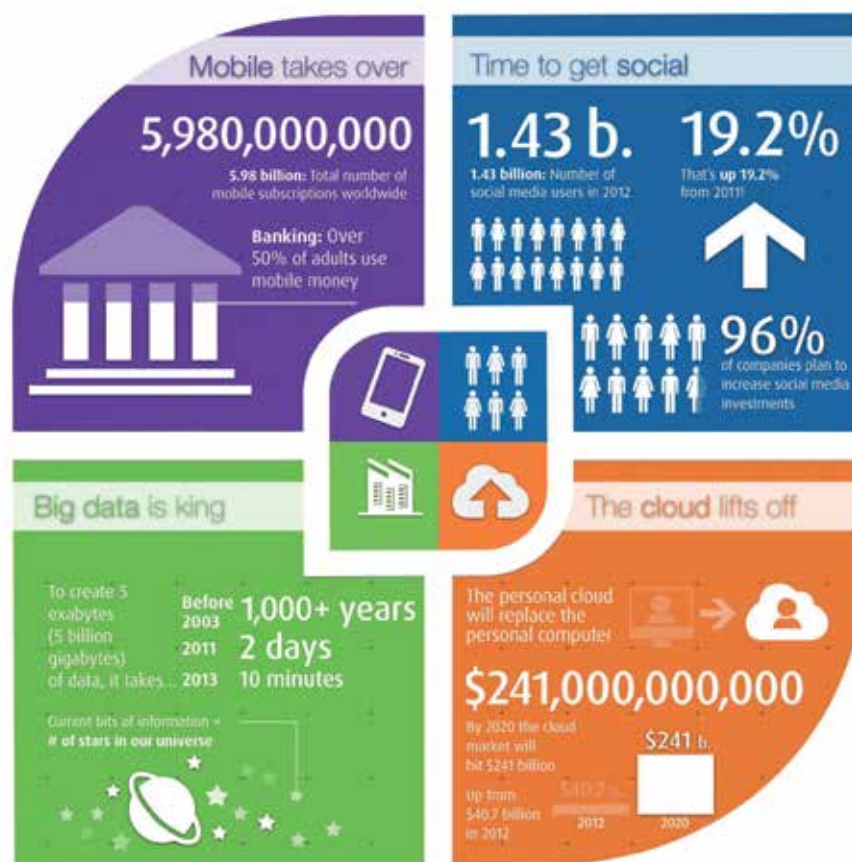 Mobile takes over
5,980,000,000
5.98 billion: Total number of
mobile subscriptions worldwide
Banking: Over
50% of adults use
mobile money
Time to get social
1.43 b.
1.43 billion: Number of
social media users in 2012
19.2%
That's up 19.2%
from 2011!
96%
of companies plan to
increase social media
investments
Big data is king
To create 5
exabytes
(5 billion
gigabytes)
of data, it takes...
Before
2003
1,000+ years
2011
2 days
2013
10 minutes
Current bits of information =
# of stars in our universe
The cloud lifts off
The personal cloud
will replace the
personal computer
$241,000,000,000
By 2020 the cloud
market will
hit $241 billion
Up from
$40.7 billion
in 2012
$40.7 b.
2012
$241 b.
2020